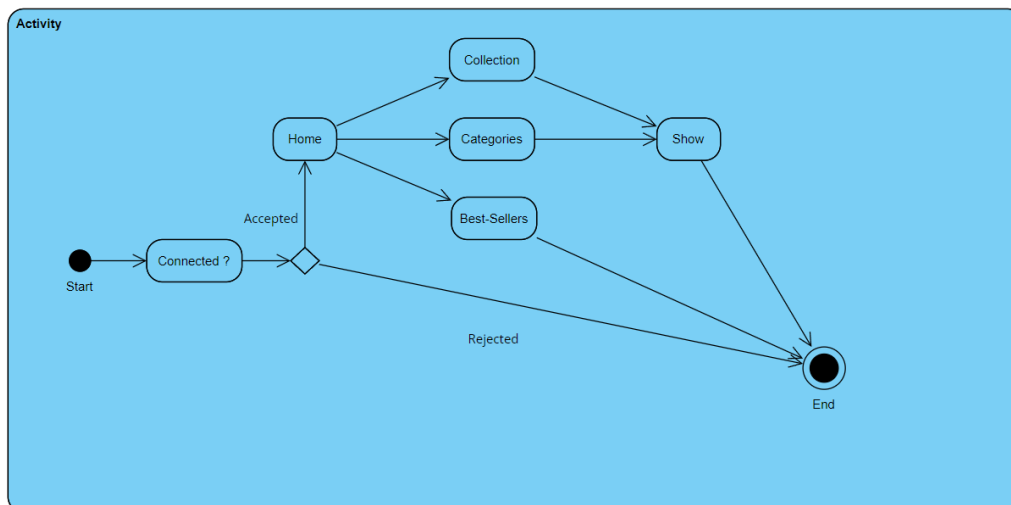 Activity
Collection
Home
Categories
Show
Accepted
Best-Sellers
Connected ?
Start
Rejected
End